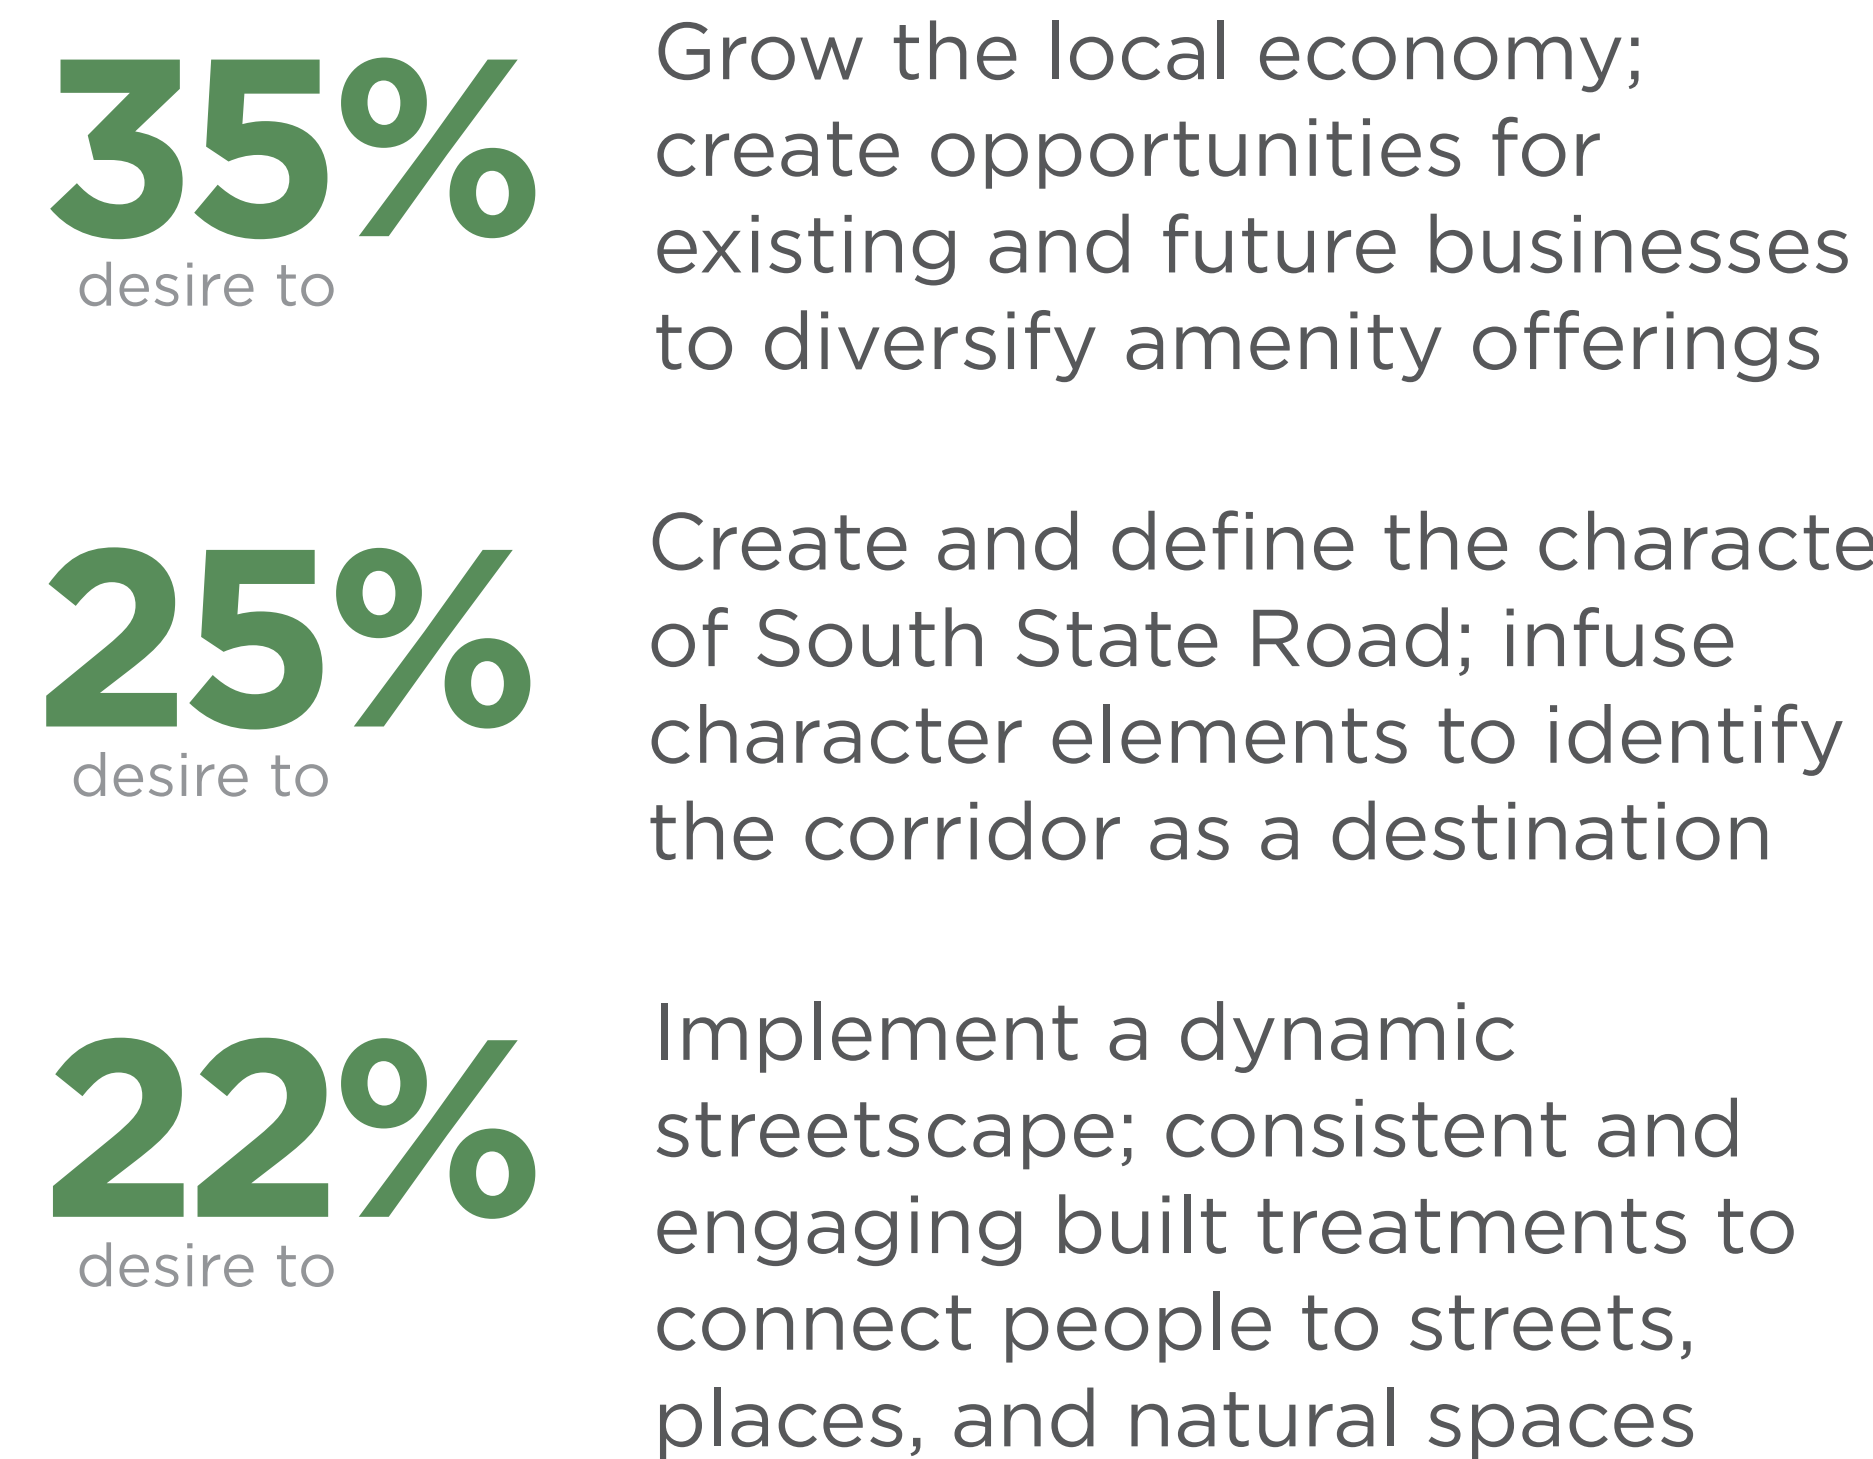 35%
desire to
Grow the local economy;
create opportunities for
existing and future businesses
to diversify amenity offerings
25%
desire to
Create and define the characte
of South State Road; infuse
character elements to identify
the corridor as a destination
22%
desire to
Implement a dynamic
streetscape; consistent and
engaging built treatments to
connect people to streets,
places, and natural spaces